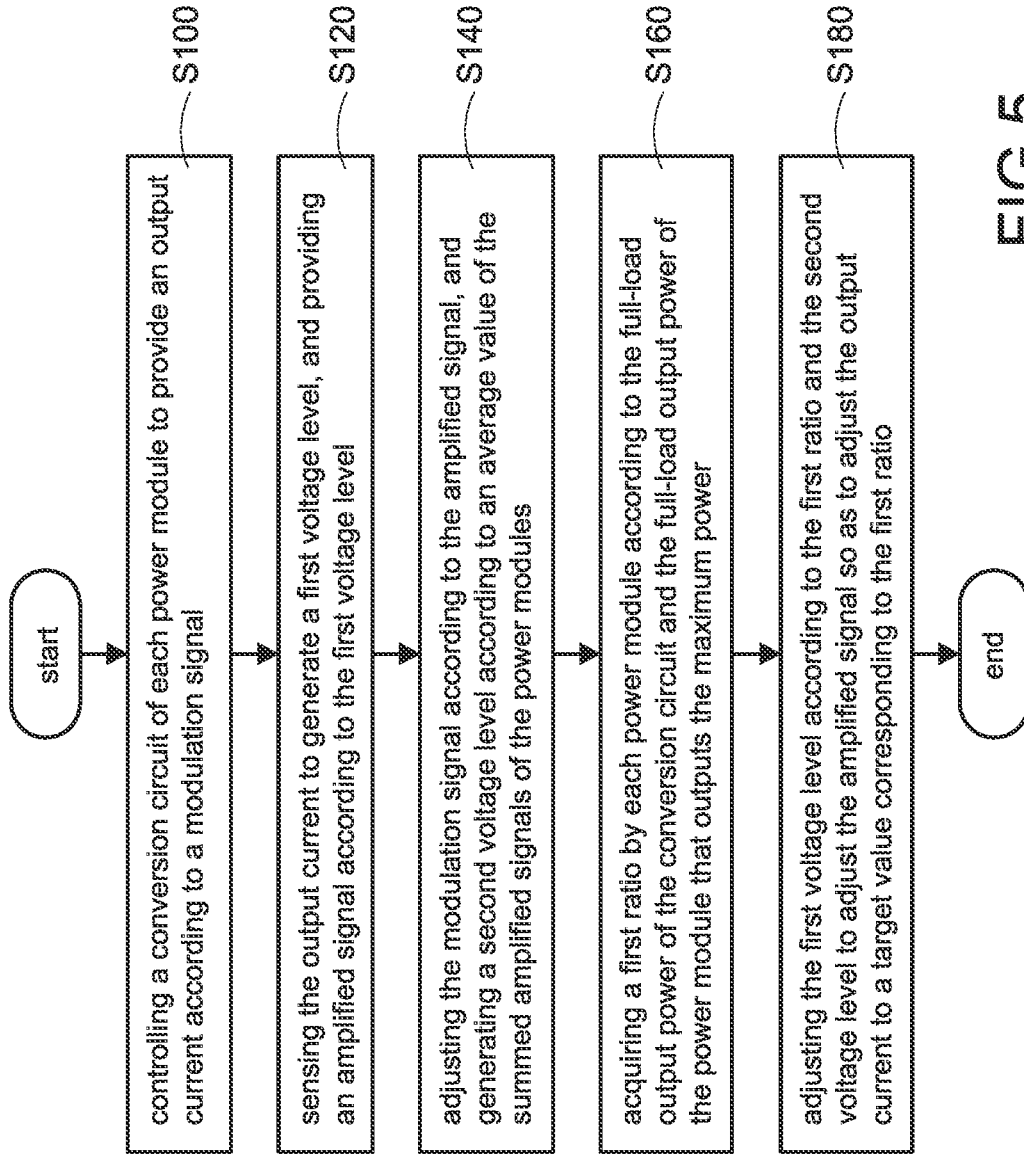 start
controlling a conversion circuit of each power module to provide an output
current according to a modulation signal
S100
sensing the output current to generate a first voltage level, and providing
an amplified signal according to the first voltage level
S120
adjusting the modulation signal according to the amplified signal, and
generating a second voltage level according to an average value of the
summed amplified signals of the power modules
S140
acquiring a first ratio by each power module according to the full-load
output power of the conversion circuit and the full-load output power of
the power module that outputs the maximum power
S160
adjusting the first voltage level according to the first ratio and the second
voltage level to adjust the amplified signal so as to adjust the output
current to a target value corresponding to the first ratio
S180
end
FIG.5